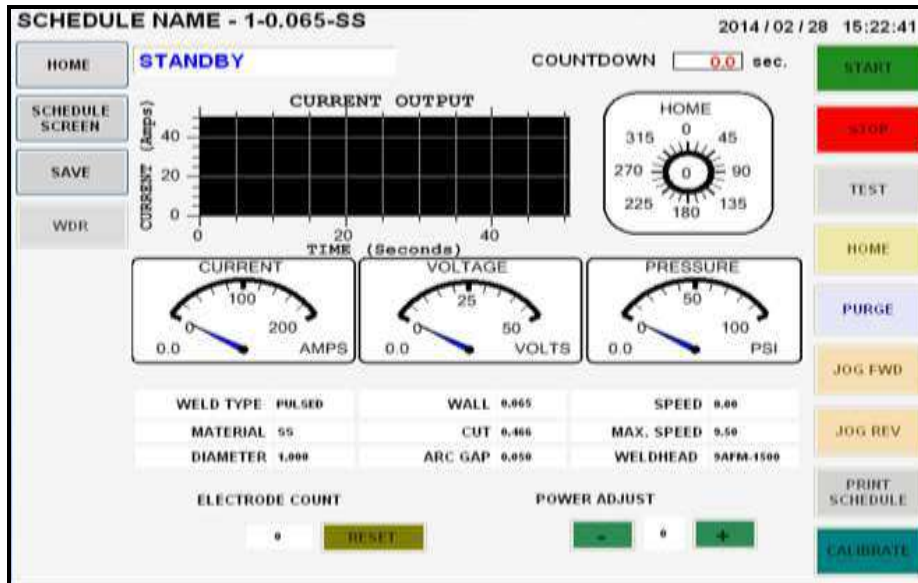 SCHEDULE NAME - 1-0.065-SS
2014 / 02 / 28 15:22:41
HOME
SCHEDULE
SCREEN
SAVE
WDR
STANDBY
COUNTDOWN 0.0 sec.
CURRENT OUTPUT
CURRENT (Amps)
40
20
0
0 20 40
TIME (Seconds)
HOME
0
315 45
270 0 90
225 135
180
CURRENT
100
0 200
0.0 AMPS
VOLTAGE
25
0 50
0.0 VOLTS
PRESSURE
50
0 100
0.0 PSI
WELD TYPE PULSED
WALL 0.065
SPEED 0.00
MATERIAL SS
CUT 0.466
MAX. SPEED 9.50
DIAMETER 1.000
ARC GAP 0.050
WELDHEAD 9AFM-1500
ELECTRODE COUNT
0 RESET
POWER ADJUST
- 0 +
START
STOP
TEST
HOME
PURGE
JOG FWD
JOG REV
PRINT
SCHEDULE
CALIBRATE